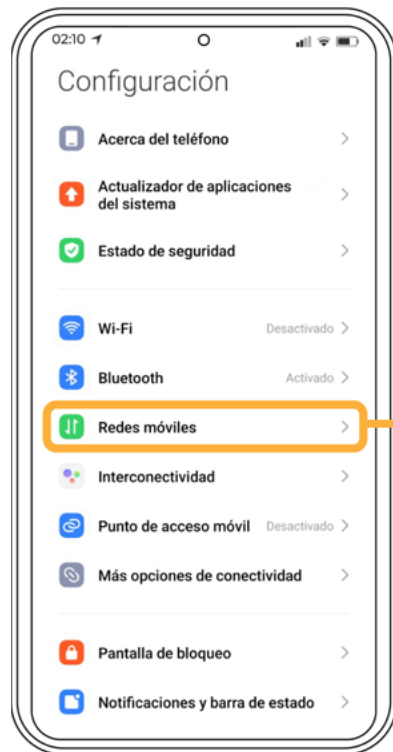 02:10
Configuración
Acerca del teléfono
Actualizador de aplicaciones
del sistema
Estado de seguridad
Wi-Fi Desactivado
Bluetooth Activado
Redes móviles
Interconectividad
Punto de acceso móvil Desactivado
Más opciones de conectividad
Pantalla de bloqueo
Notificaciones y barra de estado